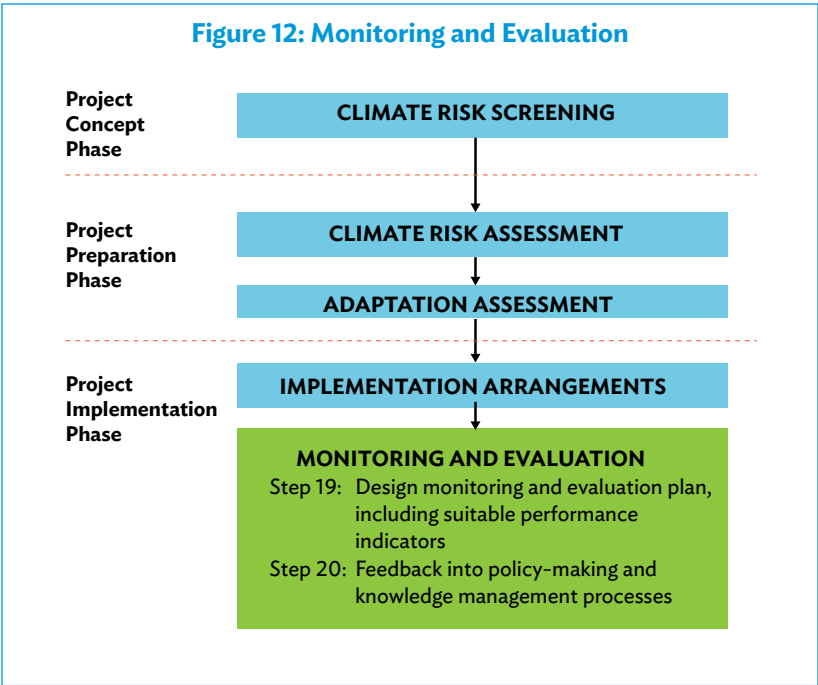 Figure 12: Monitoring and Evaluation
Project
Concept
Phase
CLIMATE RISK SCREENING
Project
Preparation
Phase
CLIMATE RISK ASSESSMENT
ADAPTATION ASSESSMENT
Project
Implementation
Phase
IMPLEMENTATION ARRANGEMENTS
MONITORING AND EVALUATION
Step 19: Design monitoring and evaluation plan,
including suitable performance
indicators
Step 20: Feedback into policy-making and
knowledge management processes